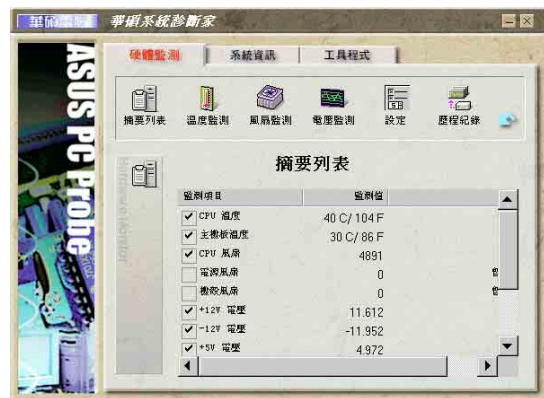 華碩系統診斷家
ASUS PC Probe
硬體監測 系統資訊 工具程式
摘要列表 溫度監測 風扇監測 電壓監測 設定 歷程紀錄
Hardware Monitor
摘要列表
監測項目 監測值
CPU 溫度 40 C/ 104 F
主機板溫度 30 C/ 86 F
CPU 風扇 4891
電源風扇 0
機殼風扇 0
+12V 電壓 11.612
-12V 電壓 -11.952
+5V 電壓 4.972